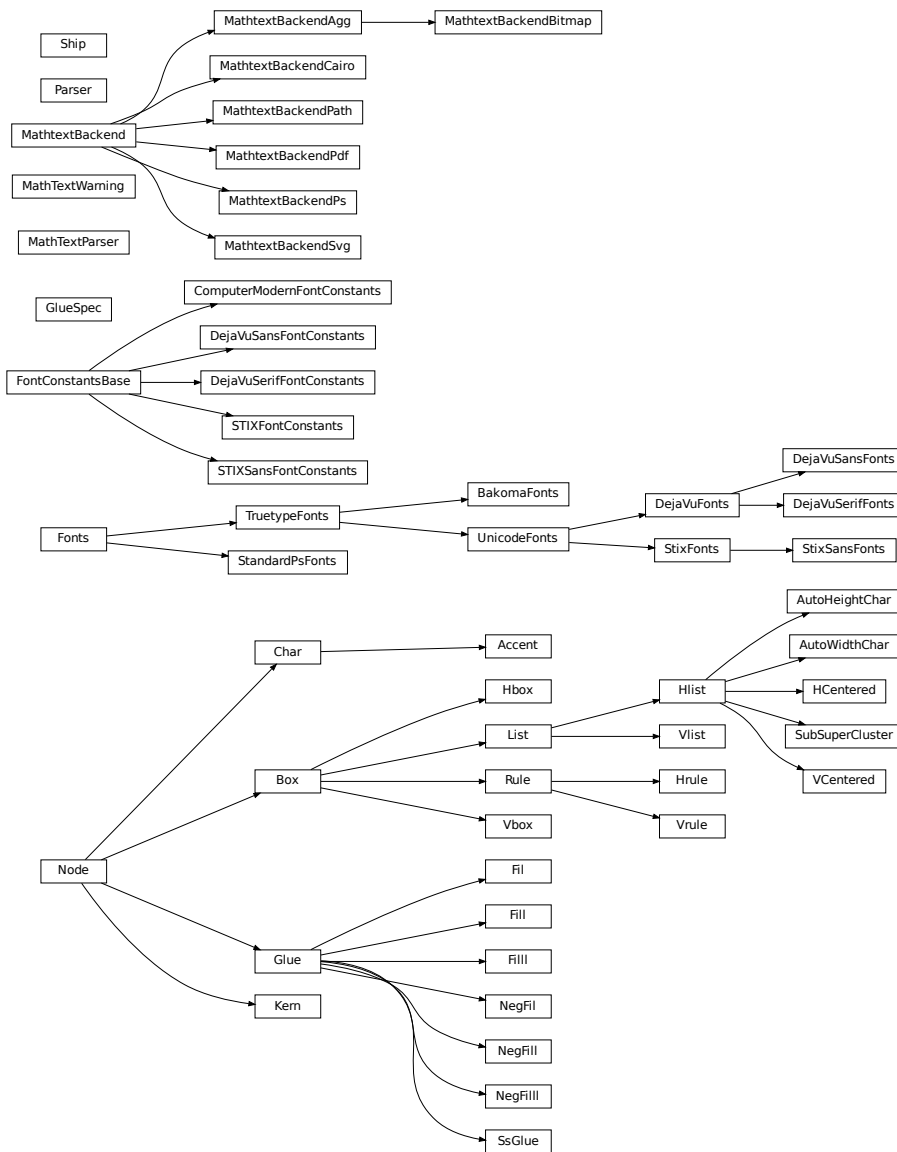 MathtextBackendAgg
MathtextBackendBitmap
Ship
MathtextBackendCairo
Parser
MathtextBackendPath
MathtextBackend
MathtextBackendPdf
MathTextWarning
MathtextBackendPs
MathTextParser
MathtextBackendSvg
ComputerModernFontConstants
GlueSpec
DejaVuSansFontConstants
FontConstantsBase
DejaVuSerifFontConstants
STIXFontConstants
STIXSansFontConstants
DejaVuSansFonts
BakomaFonts
DejaVuFonts
DejaVuSerifFonts
TruetypeFonts
Fonts
UnicodeFonts
StixFonts
StixSansFonts
StandardPsFonts
AutoHeightChar
Char
Accent
AutoWidthChar
Hbox
Hlist
HCentered
List
Vlist
SubSuperCluster
Box
Rule
Hrule
VCentered
Vbox
Vrule
Node
Fil
Fill
Glue
Filll
Kern
NegFil
NegFill
NegFilll
SsGlue